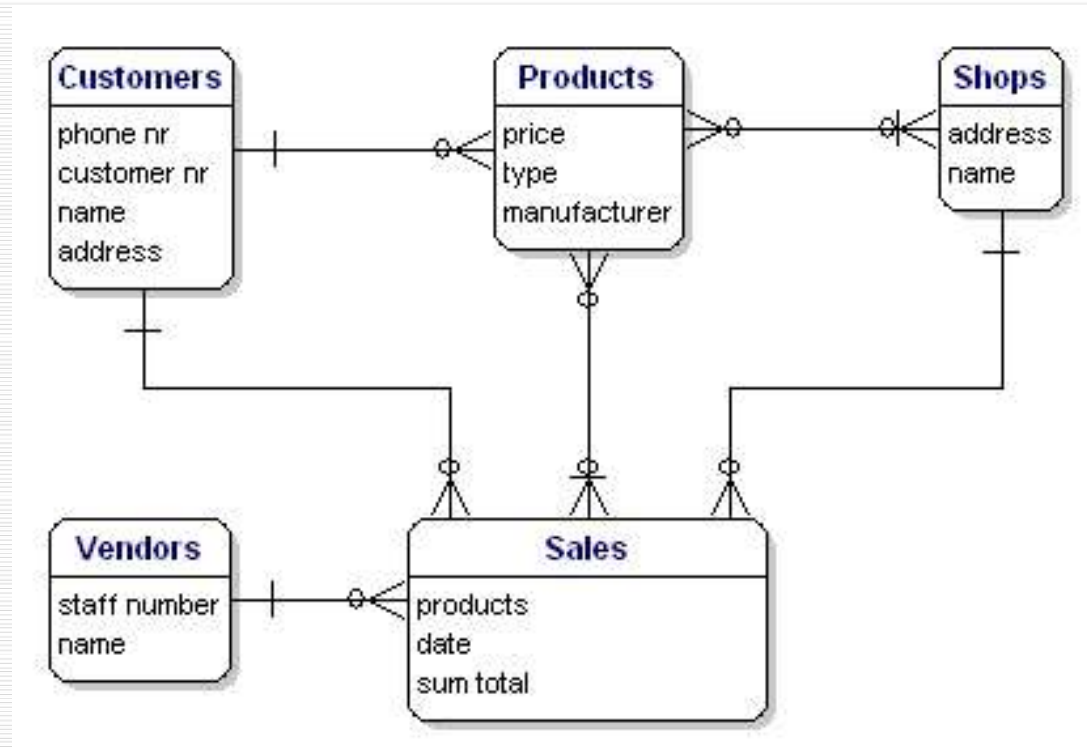 Customers
phone nr
customer nr
name
address
Products
price
type
manufacturer
Shops
address
name
Vendors
staff number
name
Sales
products
date
sum total